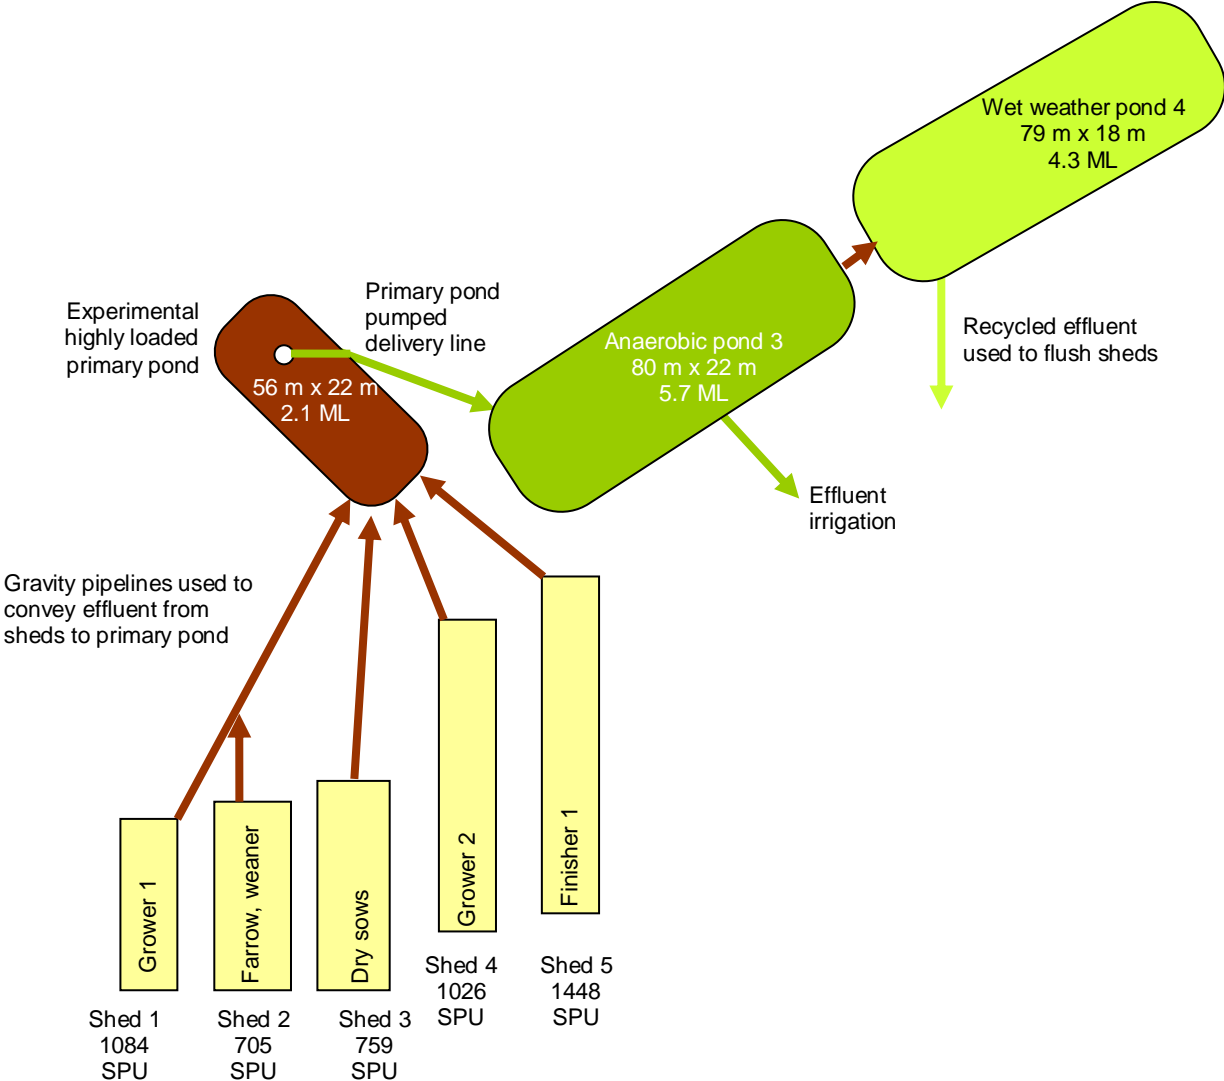 Wet weather pond 4
79 m x 18 m
4.3 ML
Primary pond
pumped
delivery line
Experimental
highly loaded
primary pond
Recycled effluent
used to flush sheds
Anaerobic pond 3
80 m x 22 m
5.7 ML
56 m x 22 m
2.1 ML
Effluent
irrigation
Gravity pipelines used to
convey effluent from
sheds to primary pond
Grower 1
Farrow, weaner
Dry sows
Grower 2
Finisher 1
Shed 1
1084
SPU
Shed 2
705
SPU
Shed 3
759
SPU
Shed 4
1026
SPU
Shed 5
1448
SPU